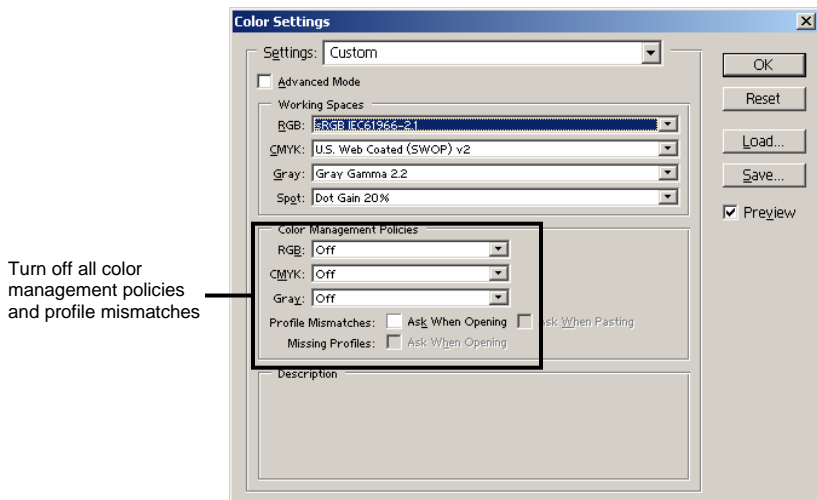 Color Settings
Settings: Custom
OK
Advanced Mode
Reset
Working Spaces
RGB: sRGB IEC61966-2.1
CMYK: U.S. Web Coated (SWOP) v2
Load...
Gray: Gray Gamma 2.2
Save...
Spot: Dot Gain 20%
Preview
Color Management Policies
RGB: Off
CMYK: Off
Gray: Off
Profile Mismatches: Ask When Opening Ask When Pasting
Missing Profiles: Ask When Opening
Turn off all color
management policies
and profile mismatches
Description